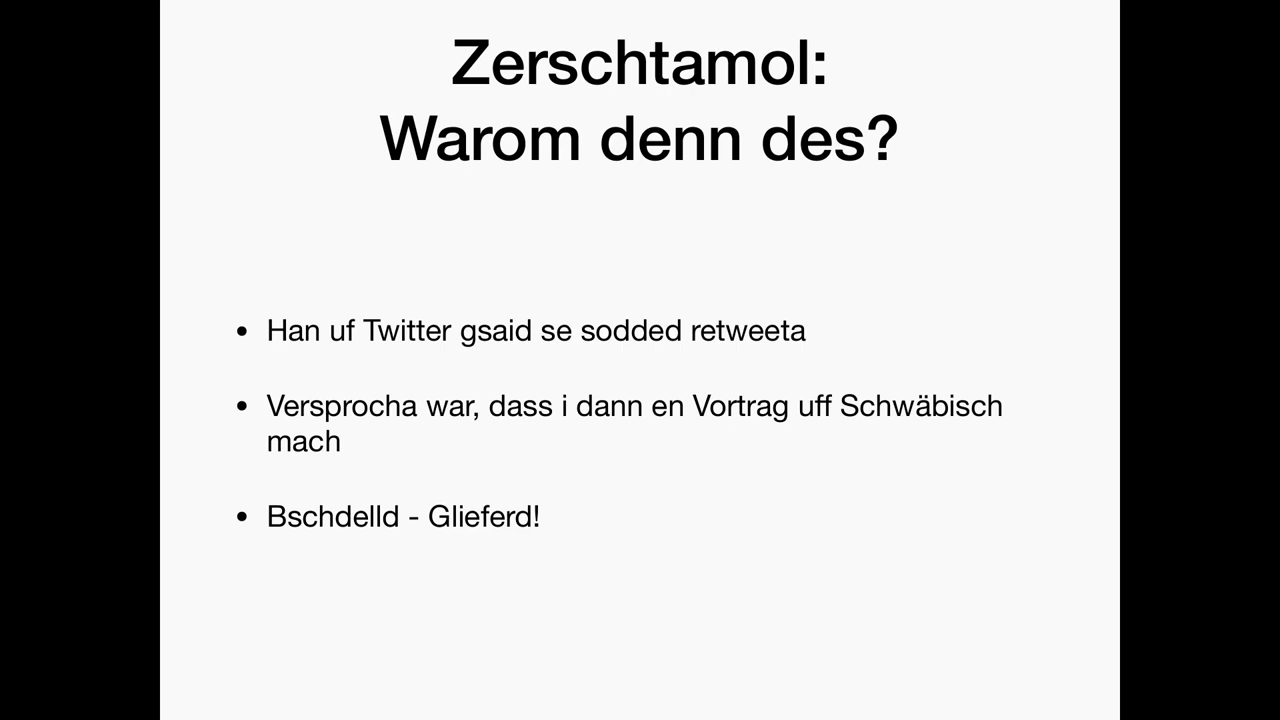 Zerschtamol:
Warom denn des?
• Han uf Twitter gsaid se sodded retweeta
• Versprocha war, dass i dann en Vortrag uff Schwäbisch
mach
• Bschdelld - Glieferd!